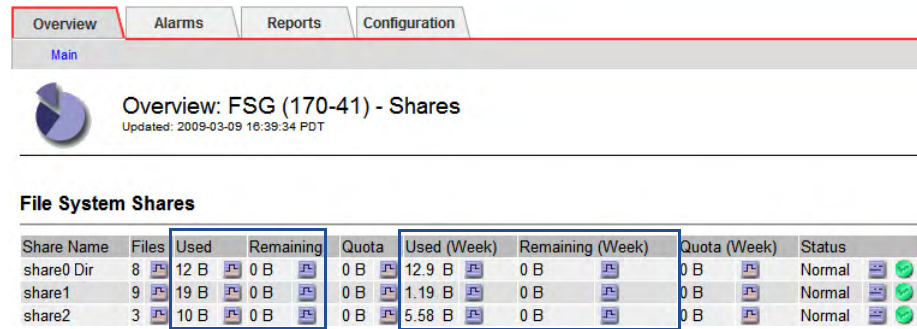 Overview Alarms Reports Configuration
Main
Overview: FSG (170-41) - Shares
Updated: 2009-03-09 16:39:34 PDT
File System Shares
Share Name Files Used Remaining Quota Used (Week) Remaining (Week) Quota (Week) Status
share0 Dir 8 12 B 0 B 0 B 12.9 B 0 B 0 B Normal
share1 9 19 B 0 B 0 B 1.19 B 0 B 0 B Normal
share2 3 10 B 0 B 0 B 5.58 B 0 B 0 B Normal